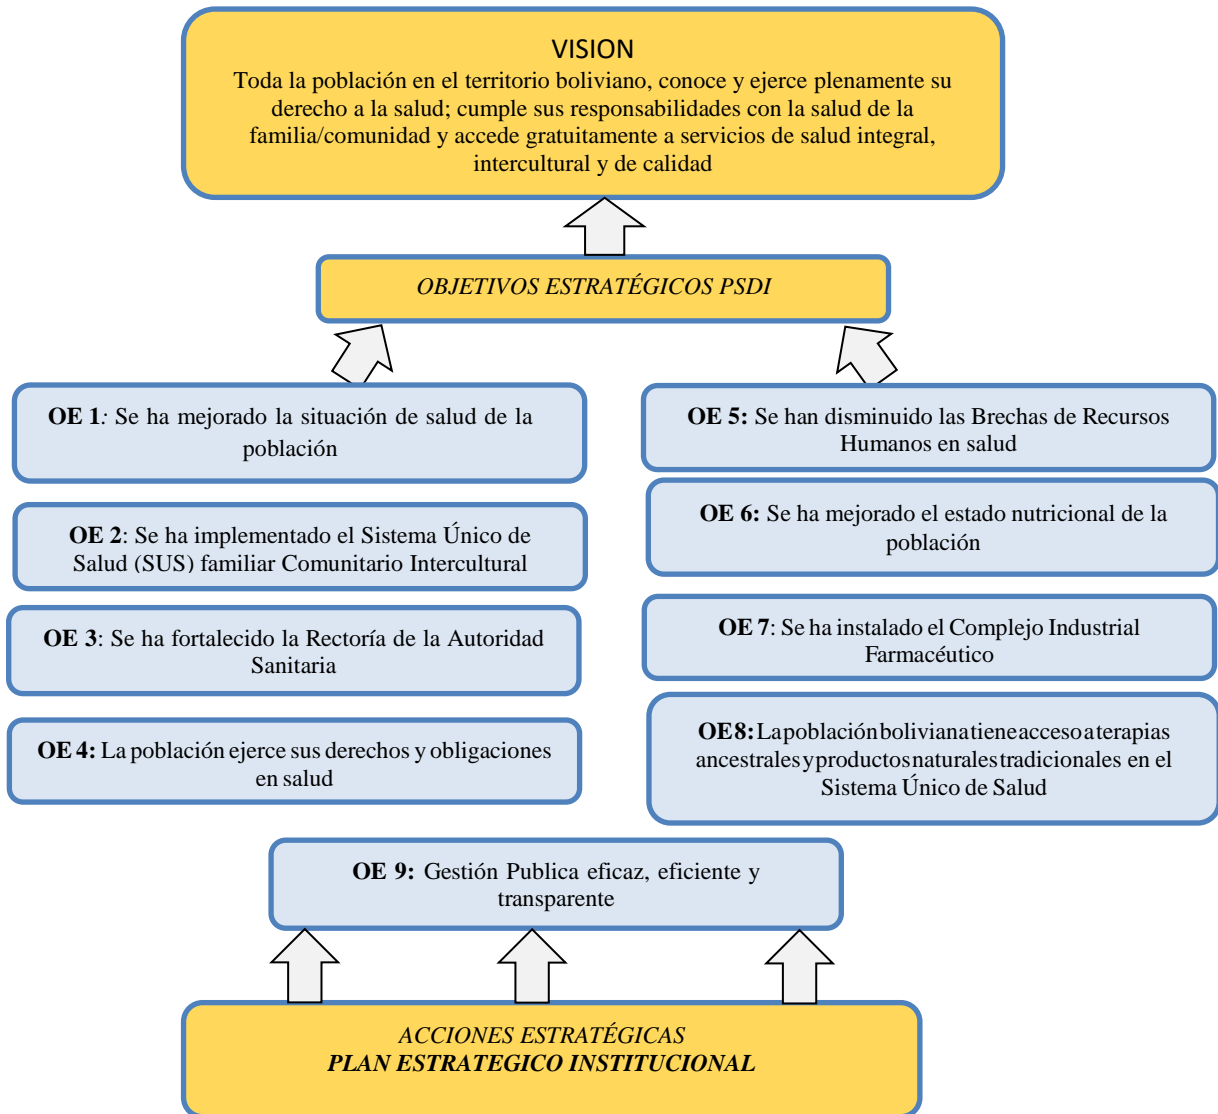 VISION
Toda la población en el territorio boliviano, conoce y ejerce plenamente su
derecho a la salud; cumple sus responsabilidades con la salud de la
familia/comunidad y accede gratuitamente a servicios de salud integral,
intercultural y de calidad
OBJETIVOS ESTRATÉGICOS PSDI
OE 1: Se ha mejorado la situación de salud de la
población
OE 2: Se ha implementado el Sistema Único de
Salud (SUS) familiar Comunitario Intercultural
OE 3: Se ha fortalecido la Rectoría de la Autoridad
Sanitaria
OE 4: La población ejerce sus derechos y obligaciones
en salud
OE 5: Se han disminuido las Brechas de Recursos
Humanos en salud
OE 6: Se ha mejorado el estado nutricional de la
población
OE 7: Se ha instalado el Complejo Industrial
Farmacéutico
OE8: La población boliviana tiene acceso a terapias
ancestrales y productos naturales tradicionales en el
Sistema Único de Salud
OE 9: Gestión Publica eficaz, eficiente y
transparente
ACCIONES ESTRATÉGICAS
PLAN ESTRATEGICO INSTITUCIONAL